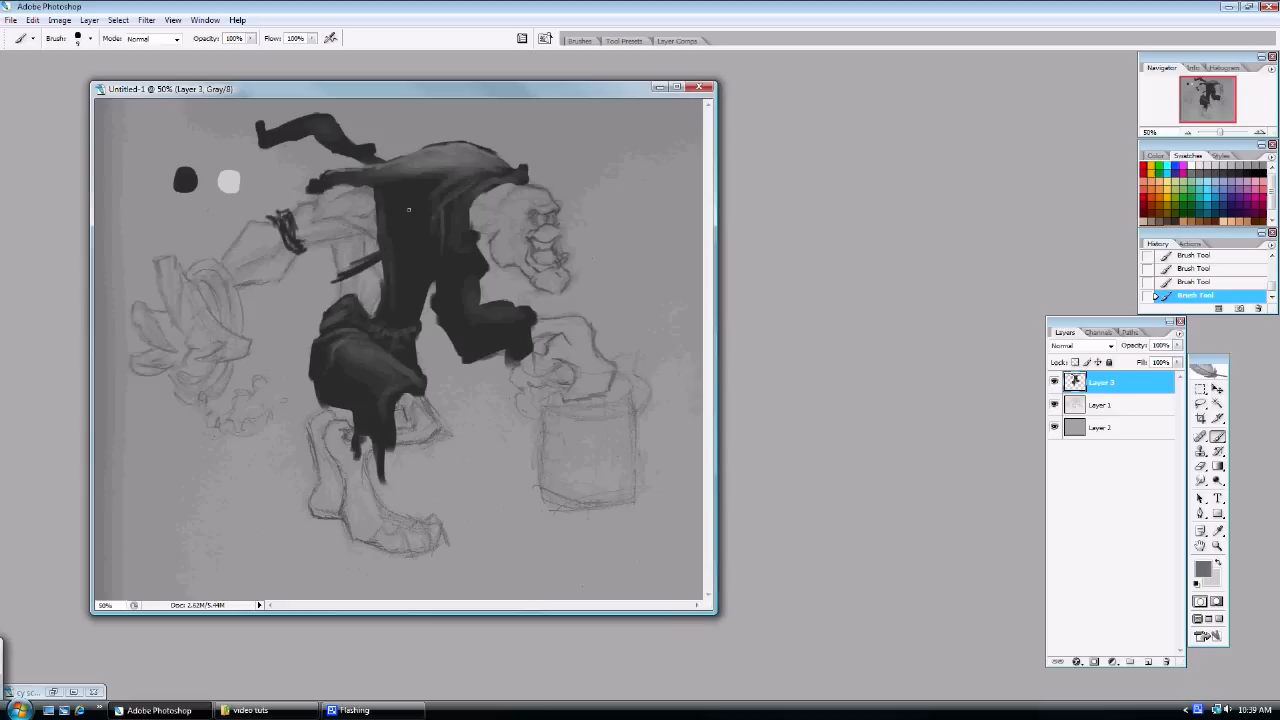 Adobe Photoshop
File Edit Image Layer Select Filter View Window Help
Brush: 9 Mode: Normal Opacity: 100% Flow: 100% Brushes Tool Presets Layer Comps
Untitled-1 @ 50% (Layer 3, Gray/8)
Navigator Info Histogram
50%
Color Swatches Styles
History Actions
Brush Tool
Brush Tool
Brush Tool
Brush Tool
Layers Channels Paths
Normal Opacity: 100%
Lock: Fill: 100%
Layer 3
Layer 1
Layer 2
50% Doc: 2.62M/5.44M
cy sc...
Adobe Photoshop video tuts Flashing 10:39 AM